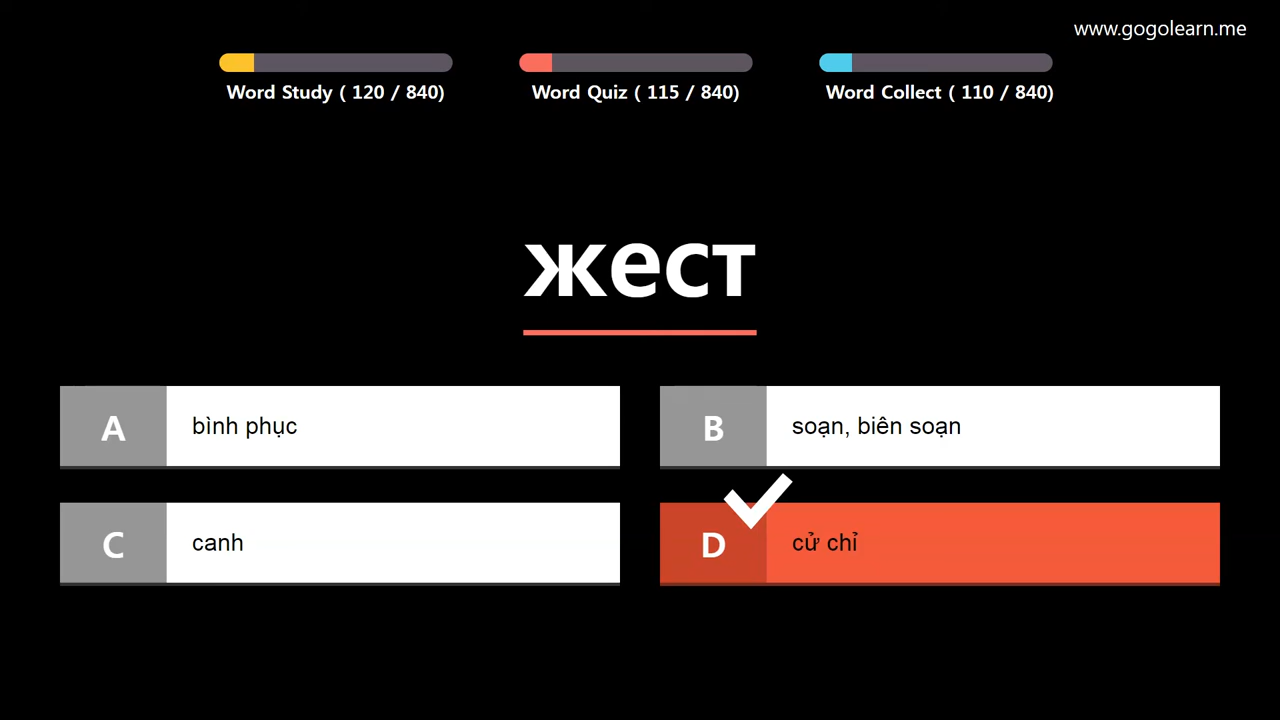 www.gogolearn.me
Word Study ( 120 / 840)
Word Quiz ( 115 / 840)
Word Collect ( 110 / 840)
жест
A
bình phục
B
soạn, biên soạn
C
canh
D
cử chỉ